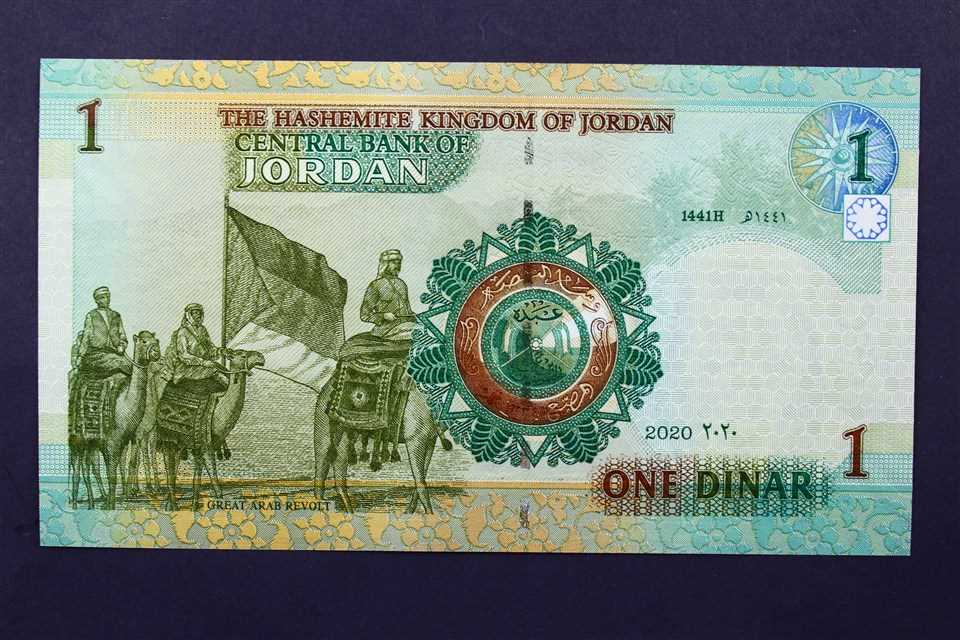 1
THE HASHEMITE KINGDOM OF JORDAN
CENTRAL BANK OF
JORDAN
1
1441H ١٤٤١هـ
2020 ٢٠٢٠
1
ONE DINAR
GREAT ARAB REVOLT